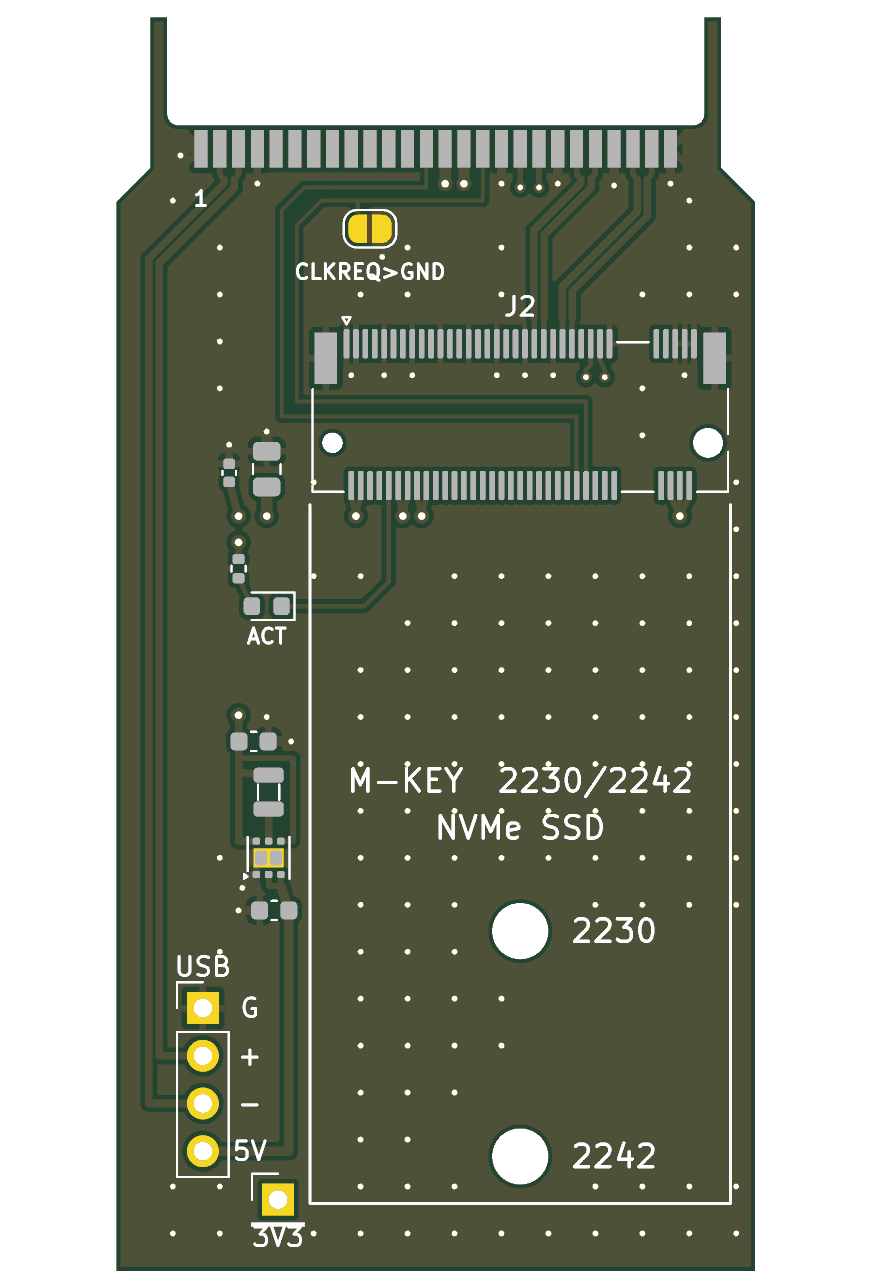 1
CLKREQ>GND
J2
ACT
M-KEY 2230/2242
NVMe SSD
2230
USB
G
+
-
5V
2242
3V3